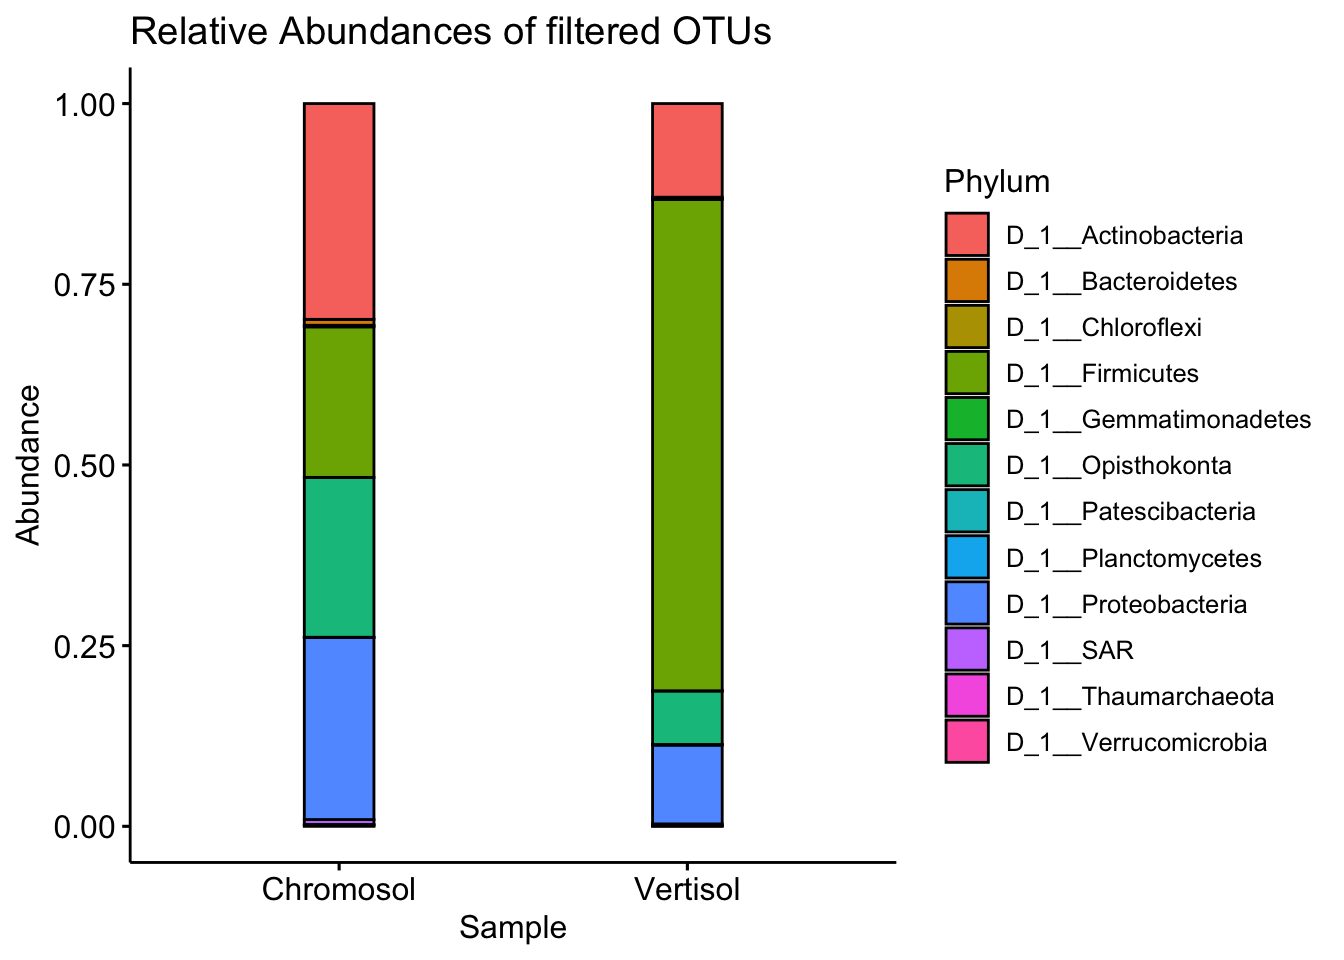 Relative Abundances of filtered OTUs
1.00
0.75
0.50
0.25
0.00
Abundance
Chromosol
Vertisol
Sample
Phylum
D_1__Actinobacteria
D_1__Bacteroidetes
D_1__Chloroflexi
D_1__Firmicutes
D_1__Gemmatimonadetes
D_1__Opisthokonta
D_1__Patescibacteria
D_1__Planctomycetes
D_1__Proteobacteria
D_1__SAR
D_1__Thaumarchaeota
D_1__Verrucomicrobia